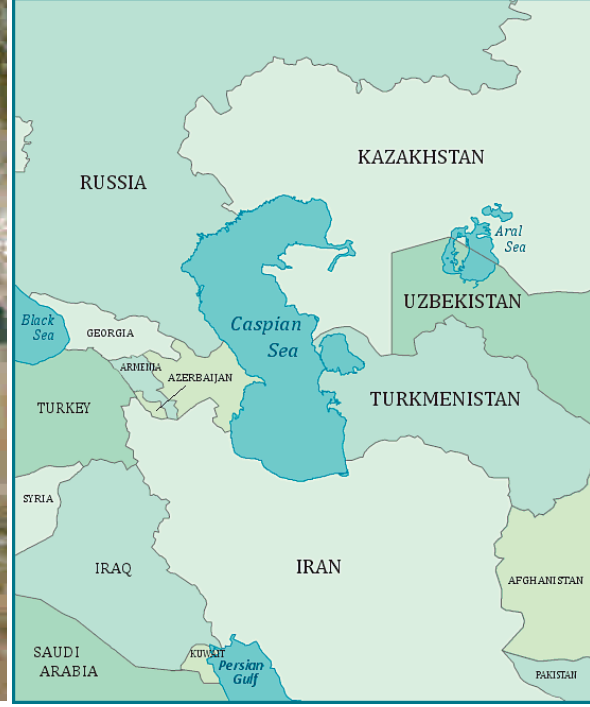 KAZAKHSTAN
RUSSIA
Aral
Sea
UZBEKISTAN
Black
Sea
Caspian
Sea
GEORGIA
ARMENIA
AZERBAIJAN
TURKEY
TURKMENISTAN
SYRIA
IRAQ
IRAN
AFGHANISTAN
SAUDI
ARABIA
KUWAIT
Persian
Gulf
PAKISTAN